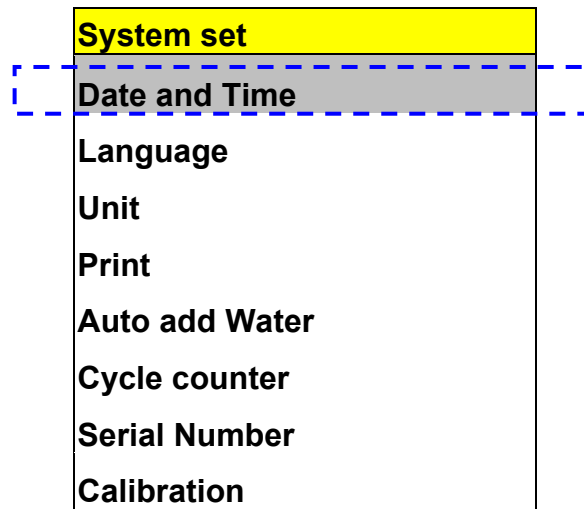 System set
Date and Time
Language
Unit
Print
Auto add Water
Cycle counter
Serial Number
Calibration